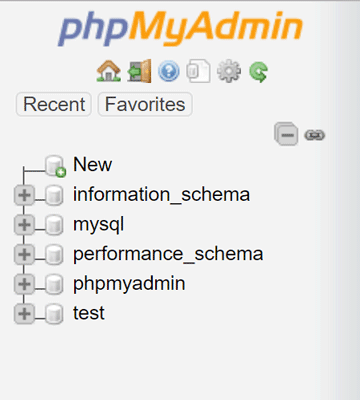 phpMyAdmin
Recent Favorites
New
information_schema
mysql
performance_schema
phpmyadmin
test